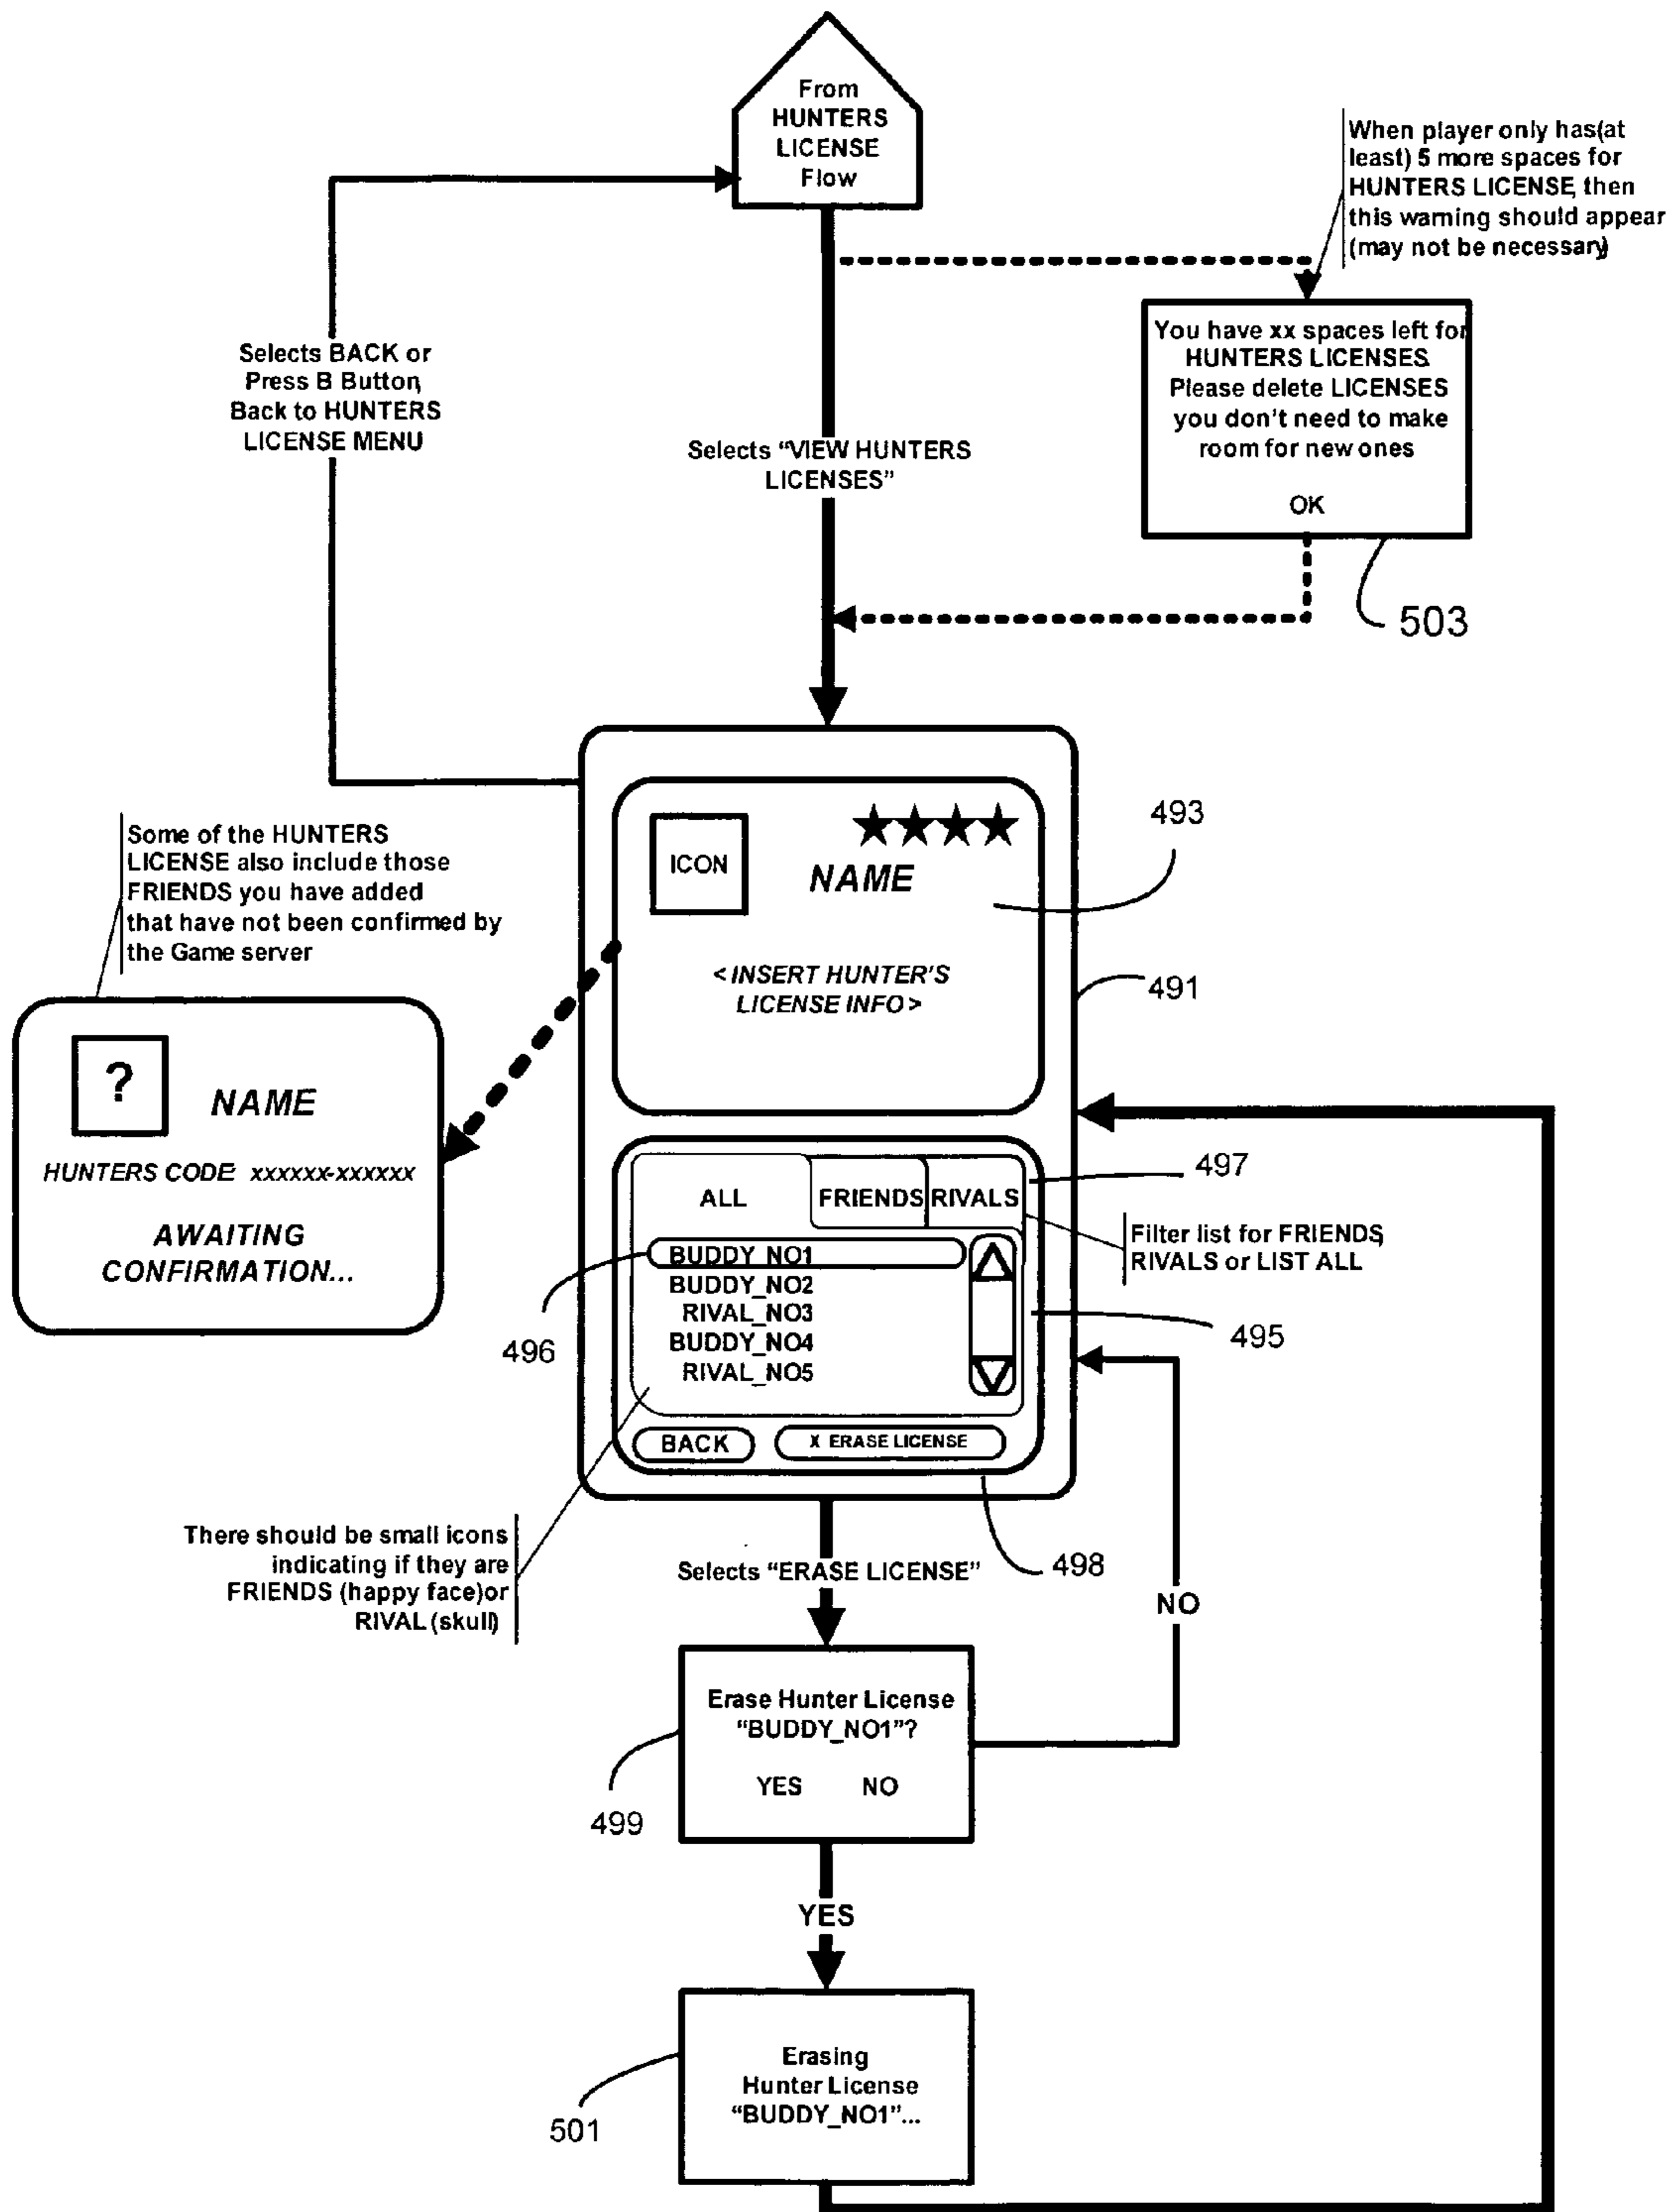 From
HUNTERS
LICENSE
Flow
When player only has(at
least) 5 more spaces for
HUNTERS LICENSE, then
this warning should appear
(may not be necessary)
You have xx spaces left for
HUNTERS LICENSES.
Please delete LICENSES
you don't need to make
room for new ones
OK
503
Selects BACK or
Press B Button,
Back to HUNTERS
LICENSE MENU
Selects “VIEW HUNTERS
LICENSES”
ICON
NAME
<INSERT HUNTER'S
LICENSE INFO>
493
491
Some of the HUNTERS
LICENSE also include those
FRIENDS you have added
that have not been confirmed by
the Game server
?
NAME
HUNTERS CODE: xxxxxx-xxxxxx
AWAITING
CONFIRMATION...
ALL FRIENDS RIVALS
497
Filter list for FRIENDS,
RIVALS or LIST ALL
BUDDY_NO1
BUDDY_NO2
RIVAL_NO3
BUDDY_NO4
RIVAL_NO5
496
495
BACK X ERASE LICENSE
498
There should be small icons
indicating if they are
FRIENDS (happy face)or
RIVAL (skull)
Selects “ERASE LICENSE”
NO
Erase Hunter License
“BUDDY_NO1”?
YES NO
499
YES
Erasing
Hunter License
“BUDDY_NO1”...
501